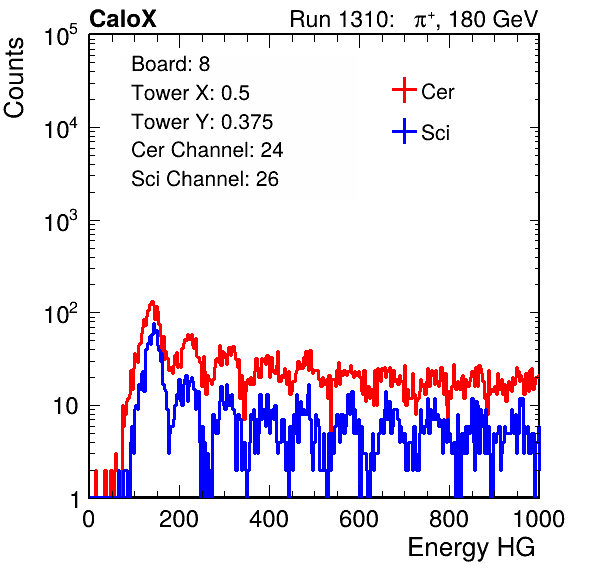 CaloX Run 1310: π⁺, 180 GeV
Counts
10⁵
10⁴
10³
10²
10
1
Board: 8
Tower X: 0.5
Tower Y: 0.375
Cer Channel: 24
Sci Channel: 26
Cer
Sci
0 200 400 600 800 1000
Energy HG